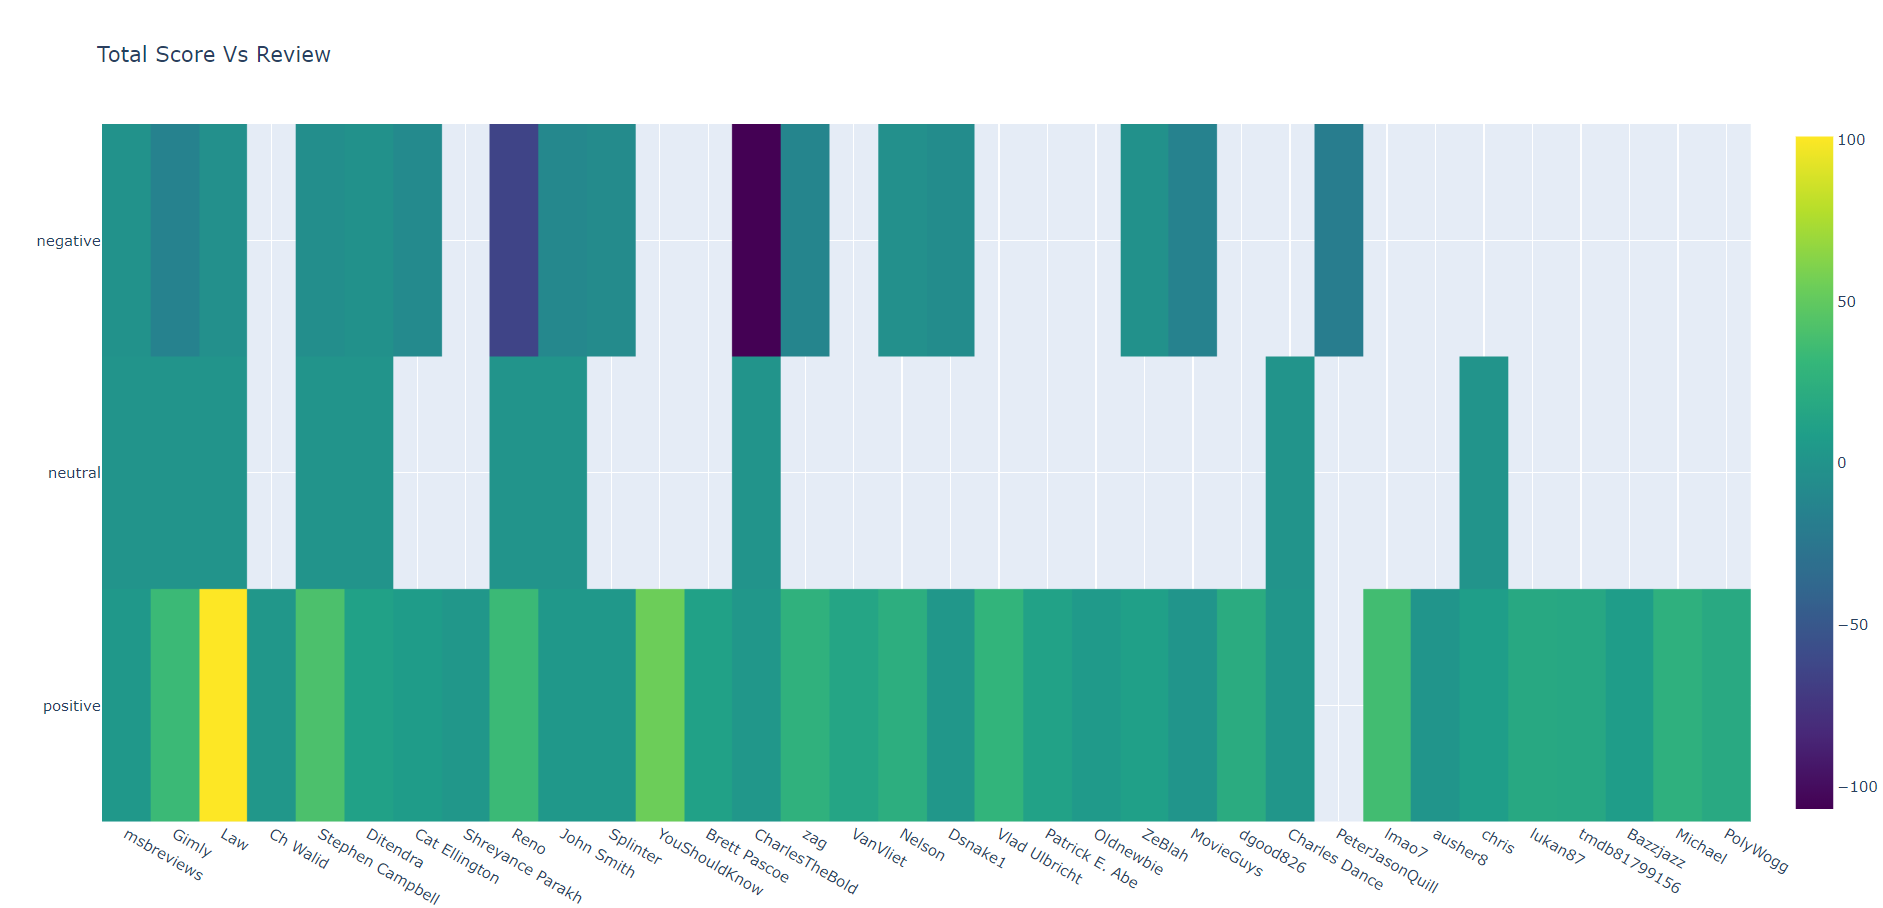 Total Score Vs Review
negative
neutral
positive
100
50
0
−50
−100
msbreviews
Gimly
Law
Ch Walid
Stephen Campbell
Ditendra
Cat Ellington
Shreyance Parakh
Reno
John Smith
Splinter
YouShouldKnow
Brett Pascoe
CharlesTheBold
zag
VanVliet
Nelson
Dsnake1
Vlad Ulbricht
Patrick E. Abe
Oldnewbie
ZeBlah
MovieGuys
dgood826
Charles Dance
PeterJasonQuill
lmao7
ausher8
chris
lukan87
tmdb81799156
Bazzjazz
Michael
PolyWogg